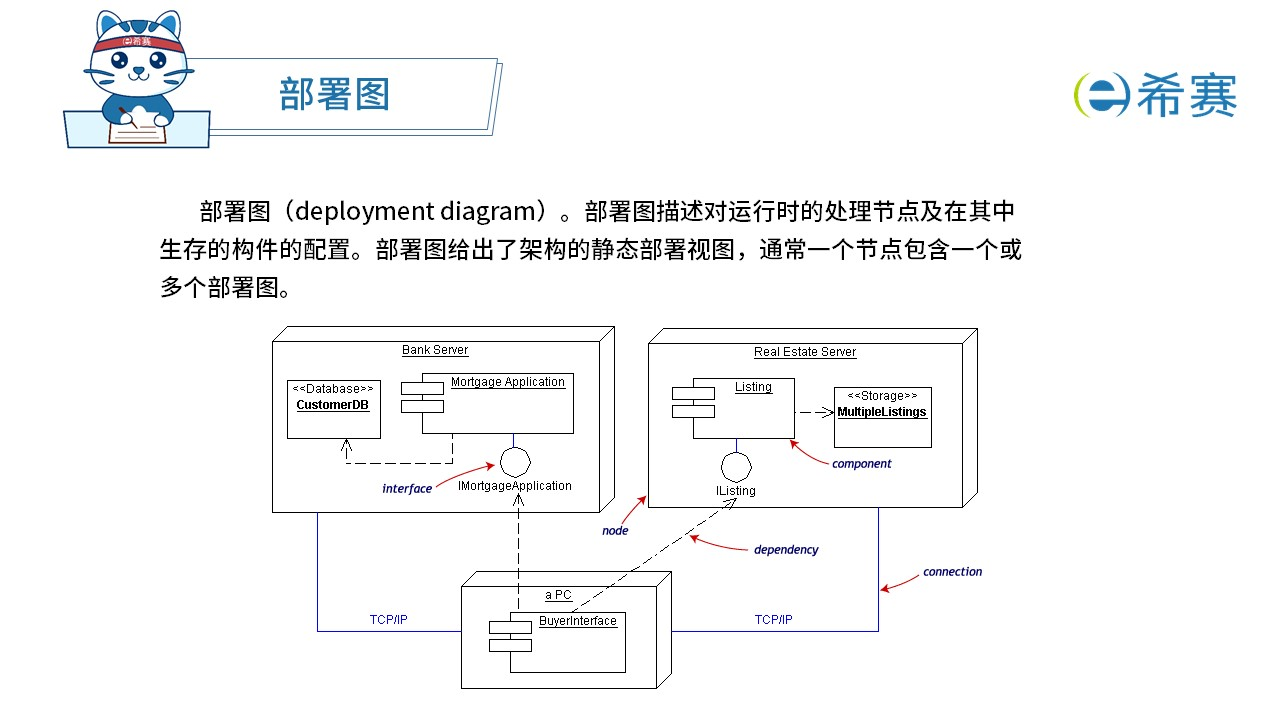 希赛
部署图
希赛
部署图（deployment diagram）。部署图描述对运行时的处理节点及在其中
生存的构件的配置。部署图给出了架构的静态部署视图，通常一个节点包含一个或
多个部署图。
Bank Server
<<Database>>
CustomerDB
Mortgage Application
interface
IMortgageApplication
Real Estate Server
Listing
<<Storage>>
MultipleListings
component
IListing
node
dependency
connection
a PC
BuyerInterface
TCP/IP
TCP/IP